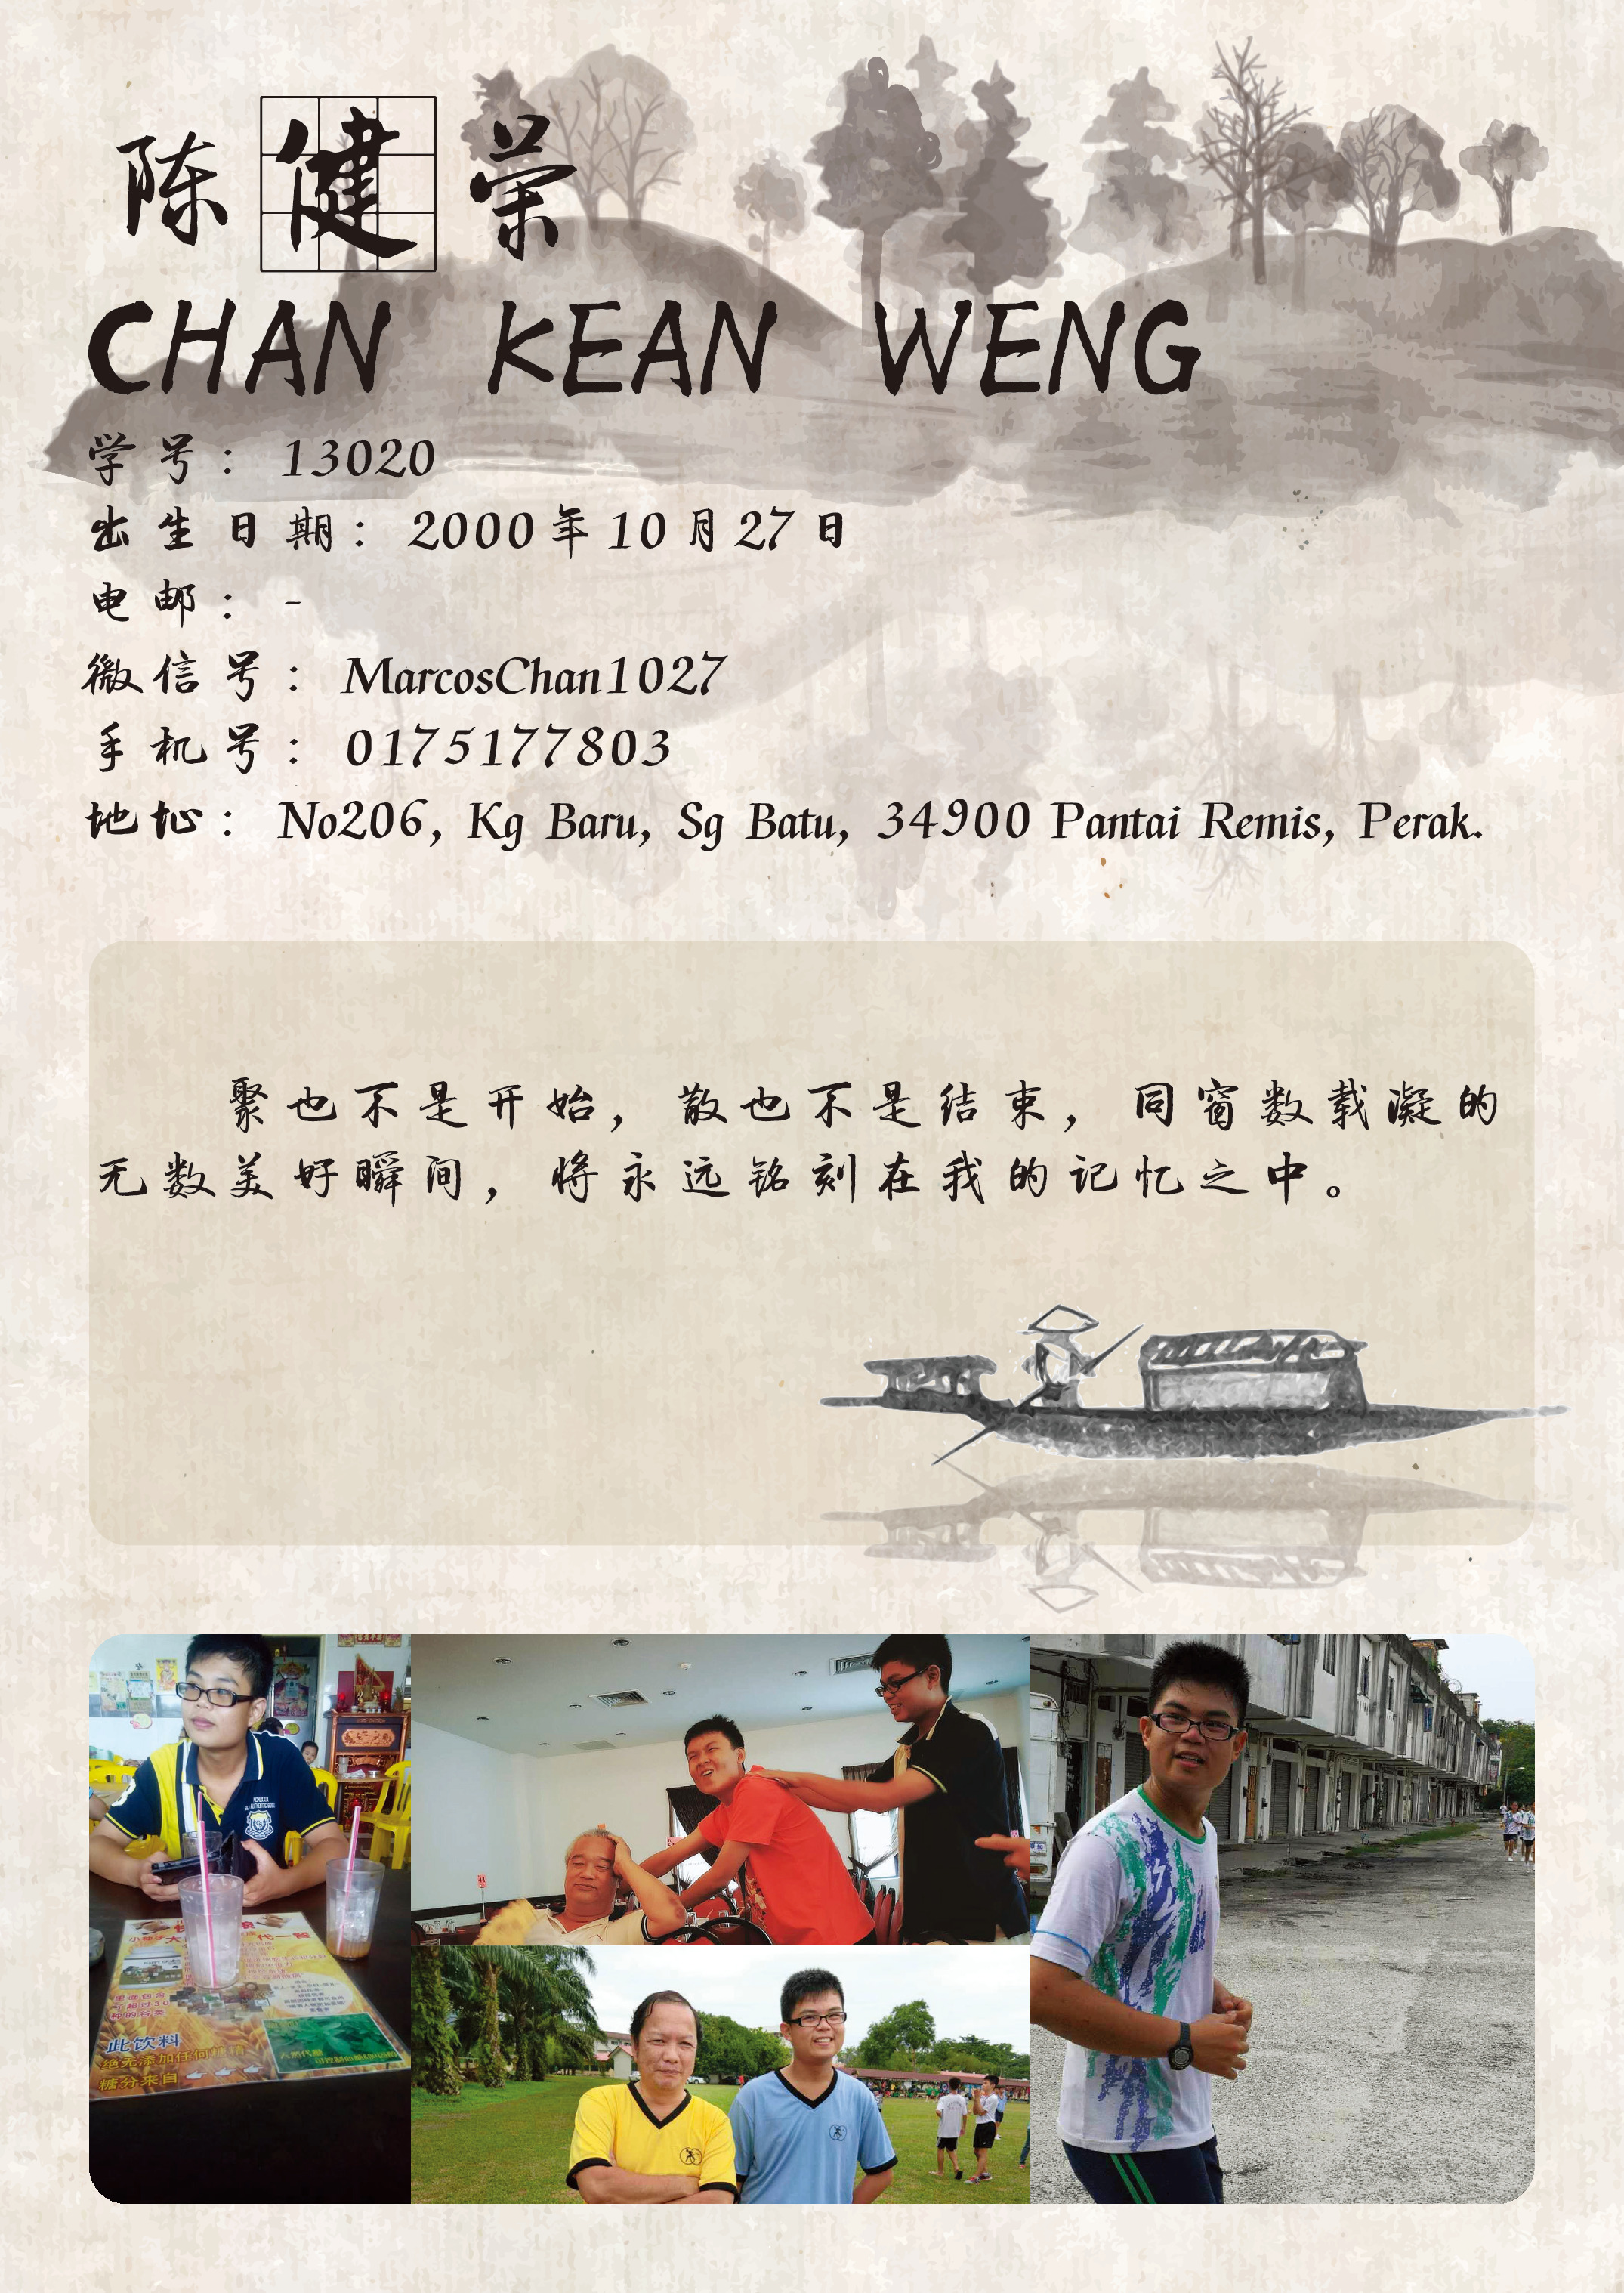 陈健荣
CHAN KEAN WENG
学号： 13020
出生日期： 2000年10月27日
电邮： -
微信号： MarcosChan1027
手机号： 0175177803
地址： No206, Kg Baru, Sg Batu, 34900 Pantai Remis, Perak.
聚也不是开始，散也不是结束，同窗数载凝的
无数美好瞬间，将永远铭刻在我的记忆之中。
代一餐
此饮料
绝无添加任何
糖分来自